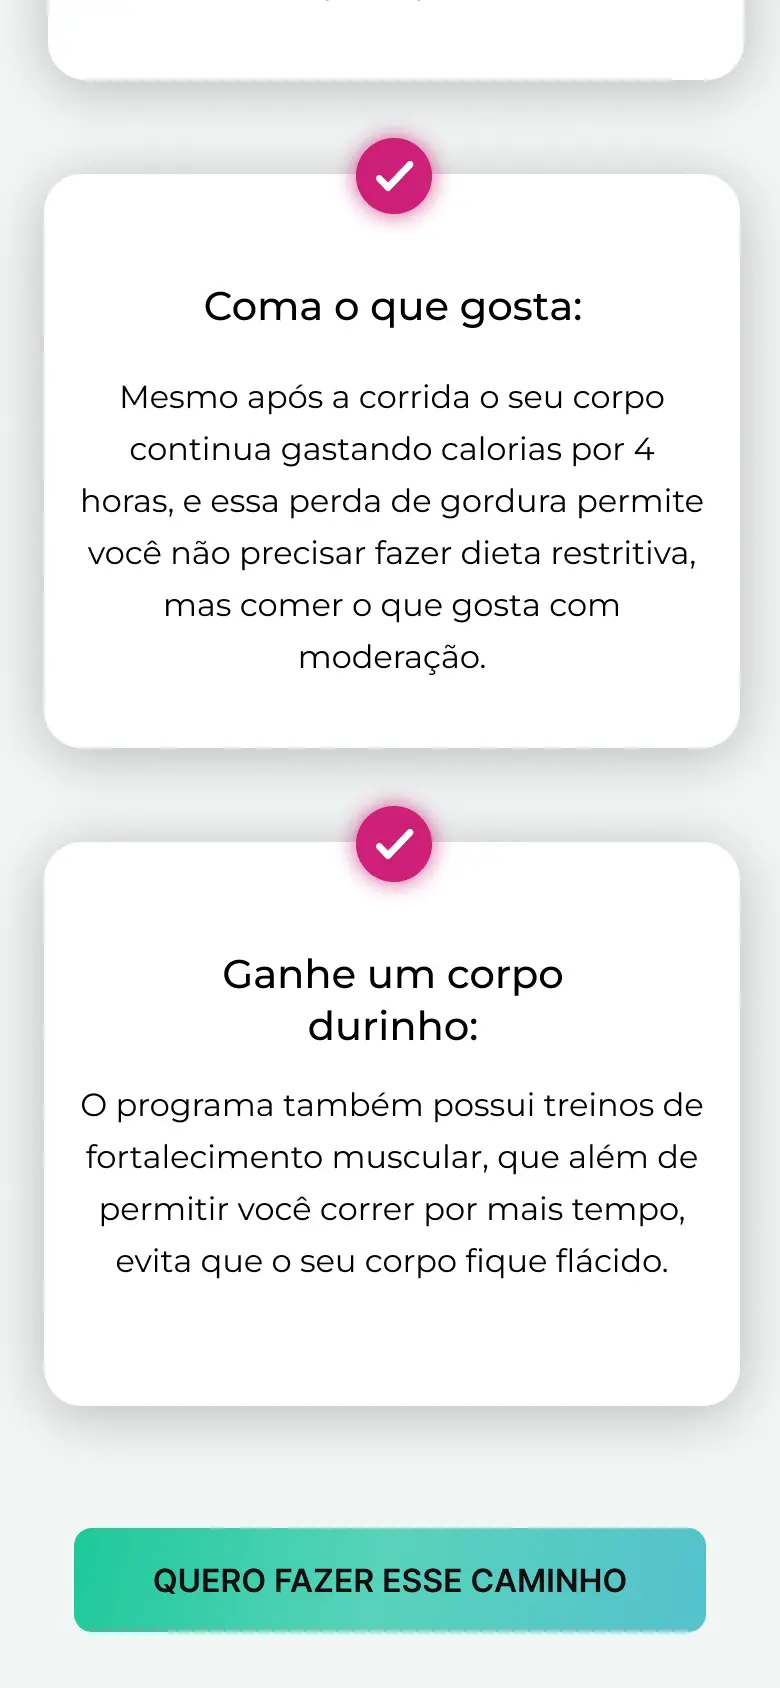 Coma o que gosta:
Mesmo após a corrida o seu corpo
continua gastando calorias por 4
horas, e essa perda de gordura permite
você não precisar fazer dieta restritiva,
mas comer o que gosta com
moderação.
Ganhe um corpo
durinho:
O programa também possui treinos de
fortalecimento muscular, que além de
permitir você correr por mais tempo,
evita que o seu corpo fique flácido.
QUERO FAZER ESSE CAMINHO